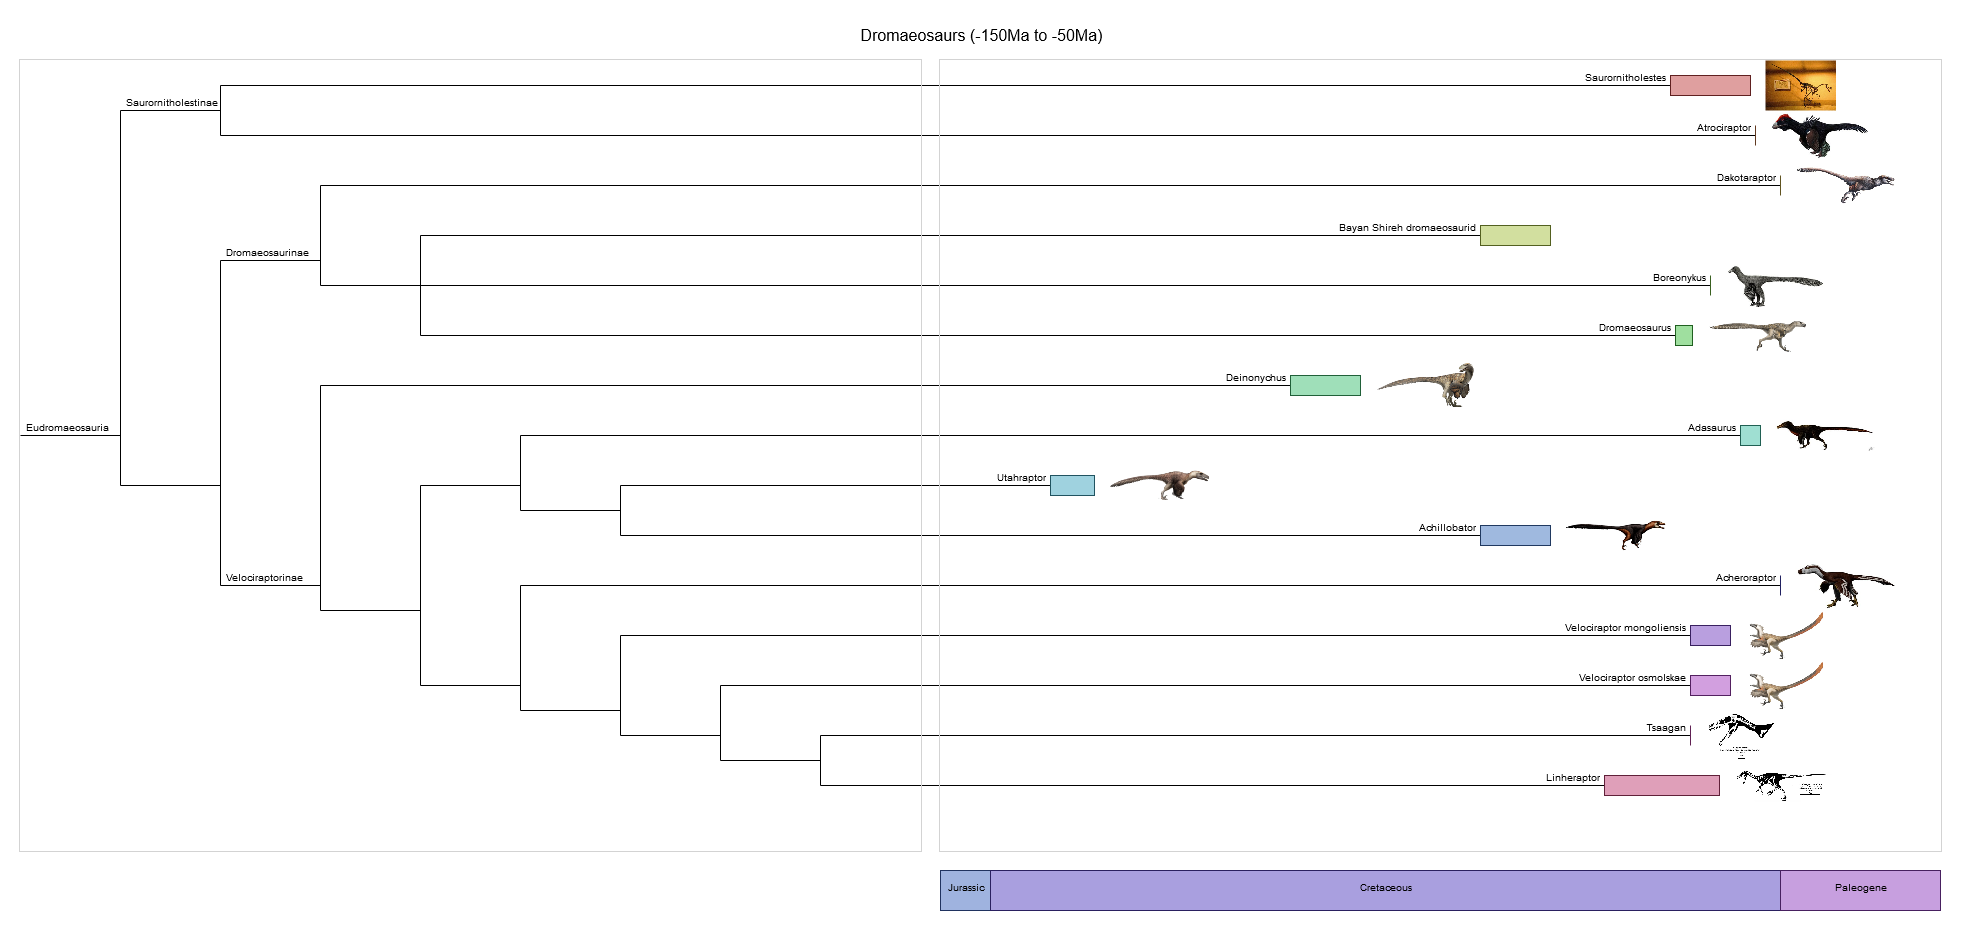 Dromaeosaurs (-150Ma to -50Ma)
Saurornitholestes
Saurornitholestinae
Atrociraptor
Dakotaraptor
Bayan Shireh dromaeosaurid
Dromaeosaurinae
Boreonykus
Dromaeosaurus
Deinonychus
Eudromaeosauria
Adasaurus
Utahraptor
Achillobator
Velociraptorinae
Acheroraptor
Velociraptor mongoliensis
Velociraptor osmolskae
Tsaagan
Linheraptor
Jurassic
Cretaceous
Paleogene